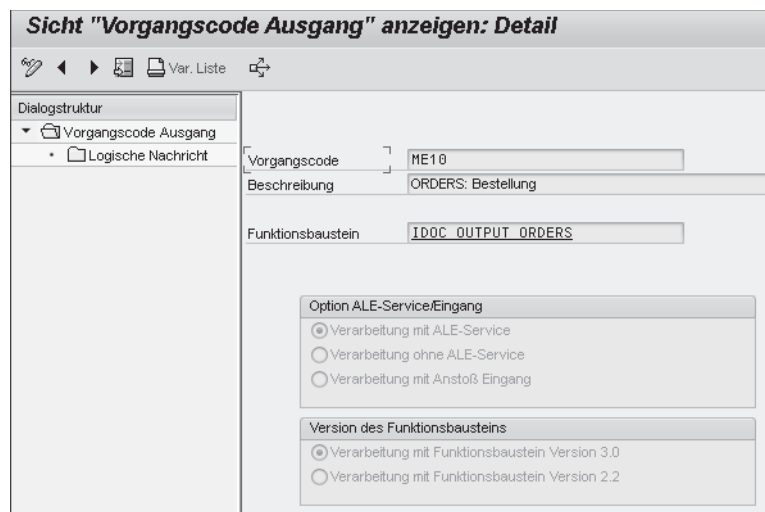 Sicht "Vorgangscode Ausgang" anzeigen: Detail
Var. Liste
Dialogstruktur
Vorgangscode Ausgang
Logische Nachricht
Vorgangscode ME10
Beschreibung ORDERS: Bestellung
Funktionsbaustein IDOC_OUTPUT_ORDERS
Option ALE-Service/Eingang
Verarbeitung mit ALE-Service
Verarbeitung ohne ALE-Service
Verarbeitung mit Anstoß Eingang
Version des Funktionsbausteins
Verarbeitung mit Funktionsbaustein Version 3.0
Verarbeitung mit Funktionsbaustein Version 2.2